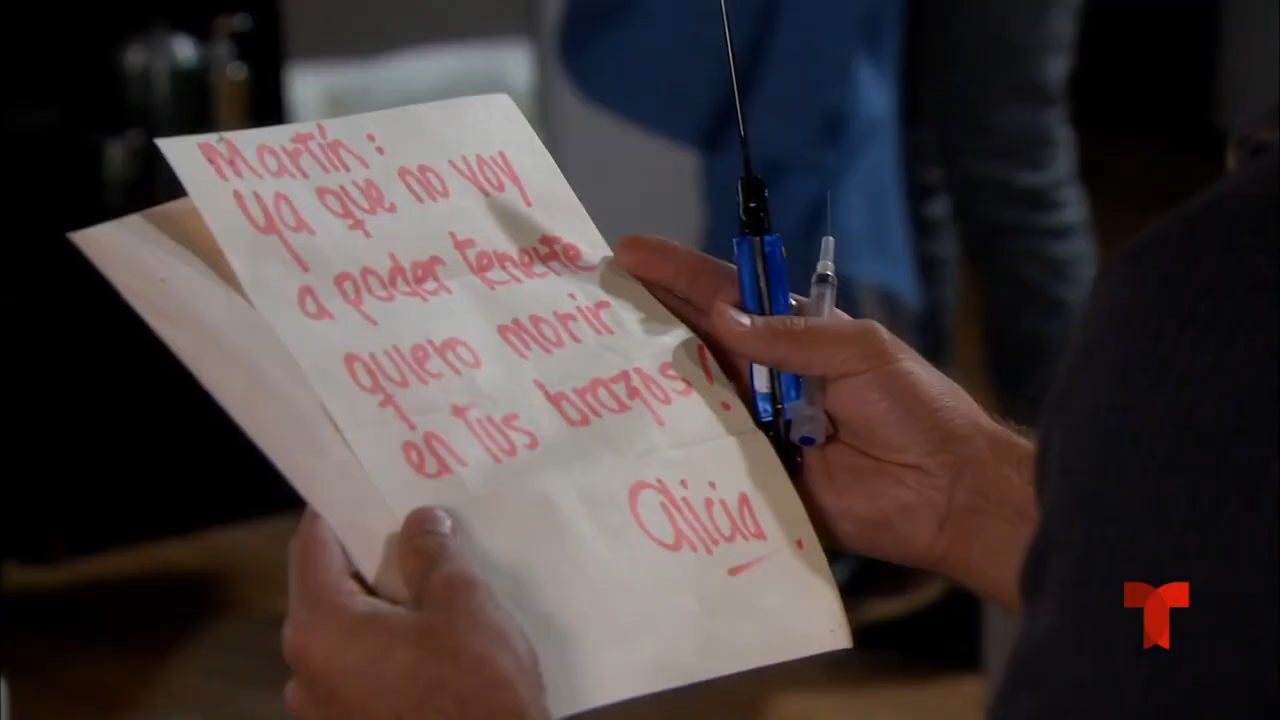 Martín:
ya que no voy
a poder tenerte
quiero morir
en tus brazos!
Alicia.